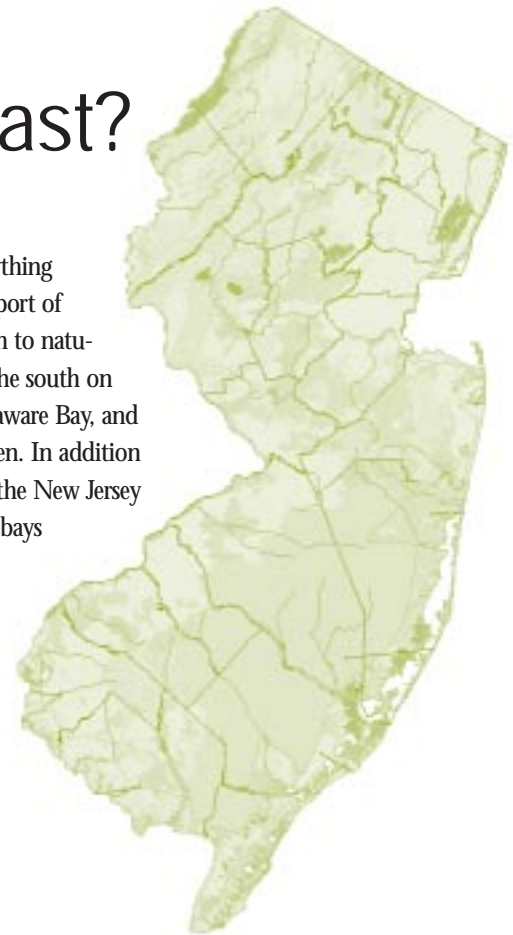 ast?
thing
port of
n to natu-
he south on
aware Bay, and
en. In addition
the New Jersey
bays